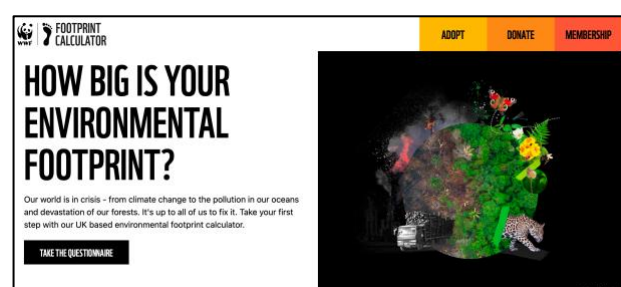 WWF
FOOTPRINT
CALCULATOR
ADOPT
DONATE
MEMBERSHIP
HOW BIG IS YOUR
ENVIRONMENTAL
FOOTPRINT?
Our world is in crisis - from climate change to the pollution in our oceans
and devastation of our forests. It's up to all of us to fix it. Take your first
step with our UK based environmental footprint calculator.
TAKE THE QUESTIONNAIRE